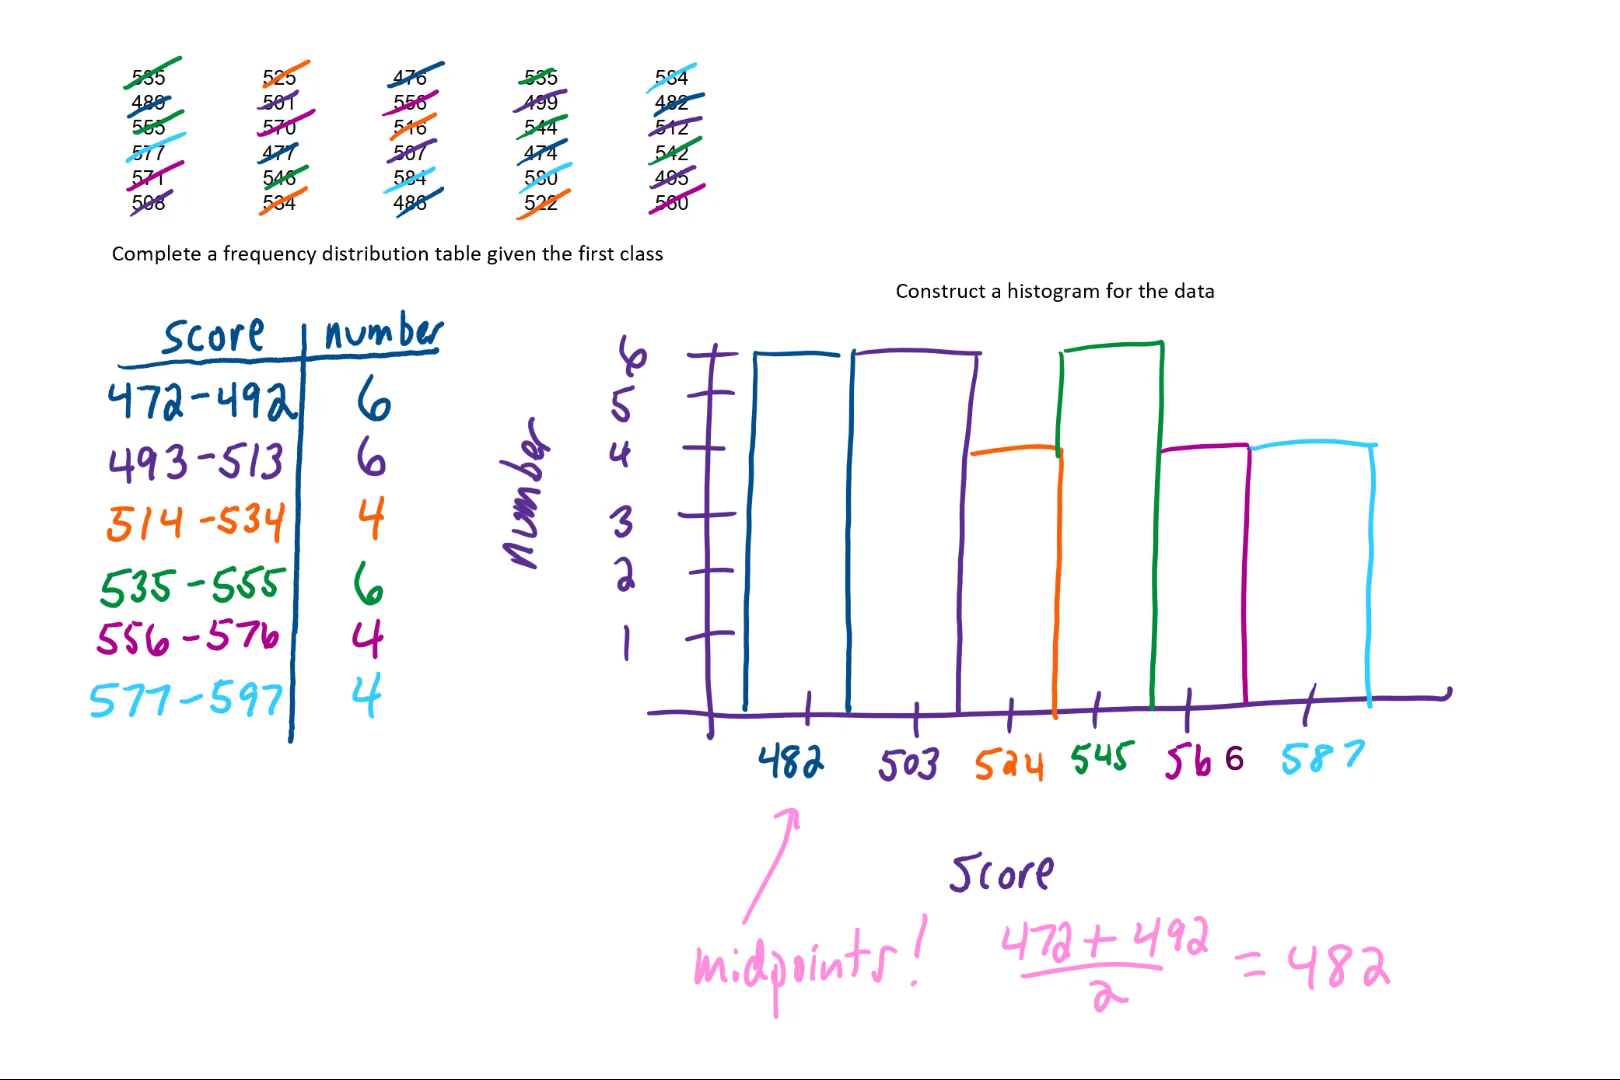 535 525 476 535 584
489 501 556 499 482
555 570 516 544 512
577 477 507 474 542
571 546 584 580 495
508 534 486 522 560
Complete a frequency distribution table given the first class
score number
472-492 6
493-513 6
514-534 4
535-555 6
556-576 4
577-597 4
Construct a histogram for the data
number
6
5
4
3
2
1
482 503 524 545 566 587
Score
midpoints!
472+492
2
= 482